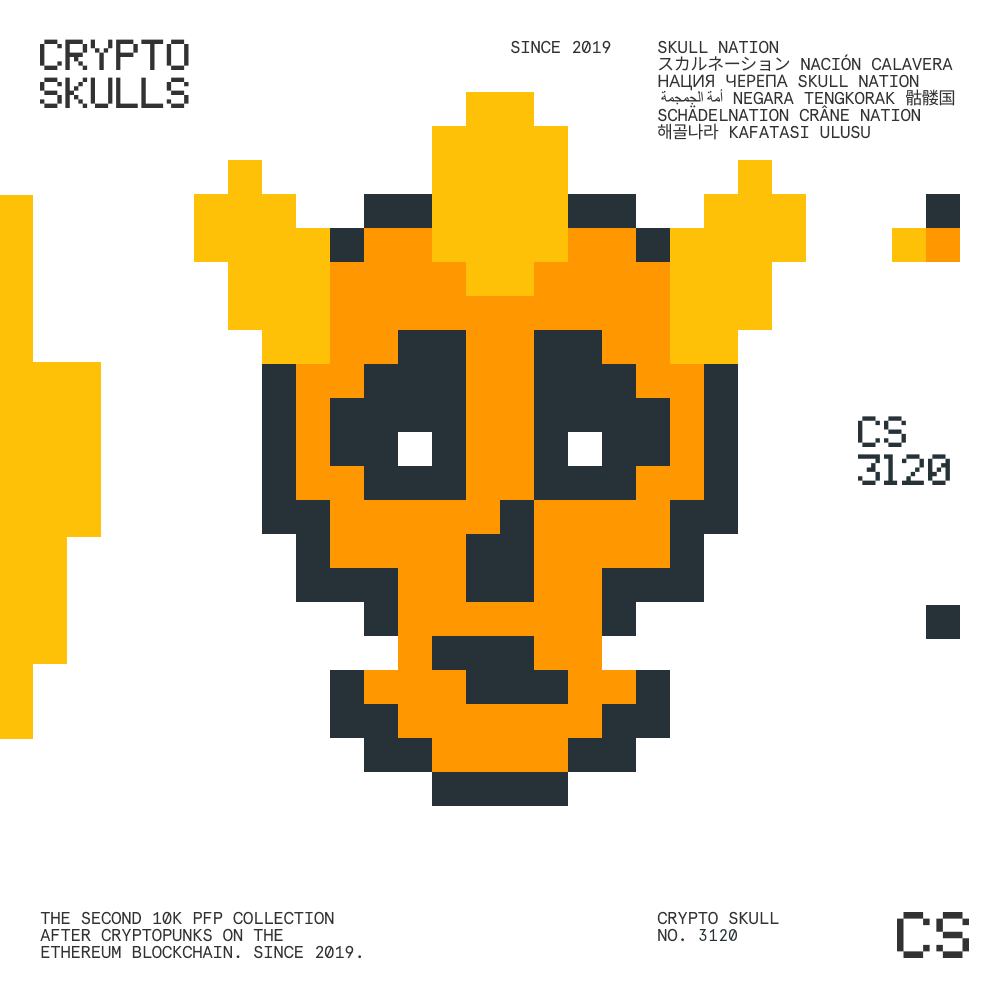 CRYPTO
SKULLS
SINCE 2019
SKULL NATION
スカルネーション NACIÓN CALAVERA
НАЦИЯ ЧЕРЕПА SKULL NATION
أمة الجمجمة NEGARA TENGKORAK 骷髅国
SCHÄDELNATION CRÂNE NATION
해골나라 KAFATASI ULUSU
CS
3120
THE SECOND 10K PFP COLLECTION
AFTER CRYPTOPUNKS ON THE
ETHEREUM BLOCKCHAIN. SINCE 2019.
CRYPTO SKULL
NO. 3120
CS